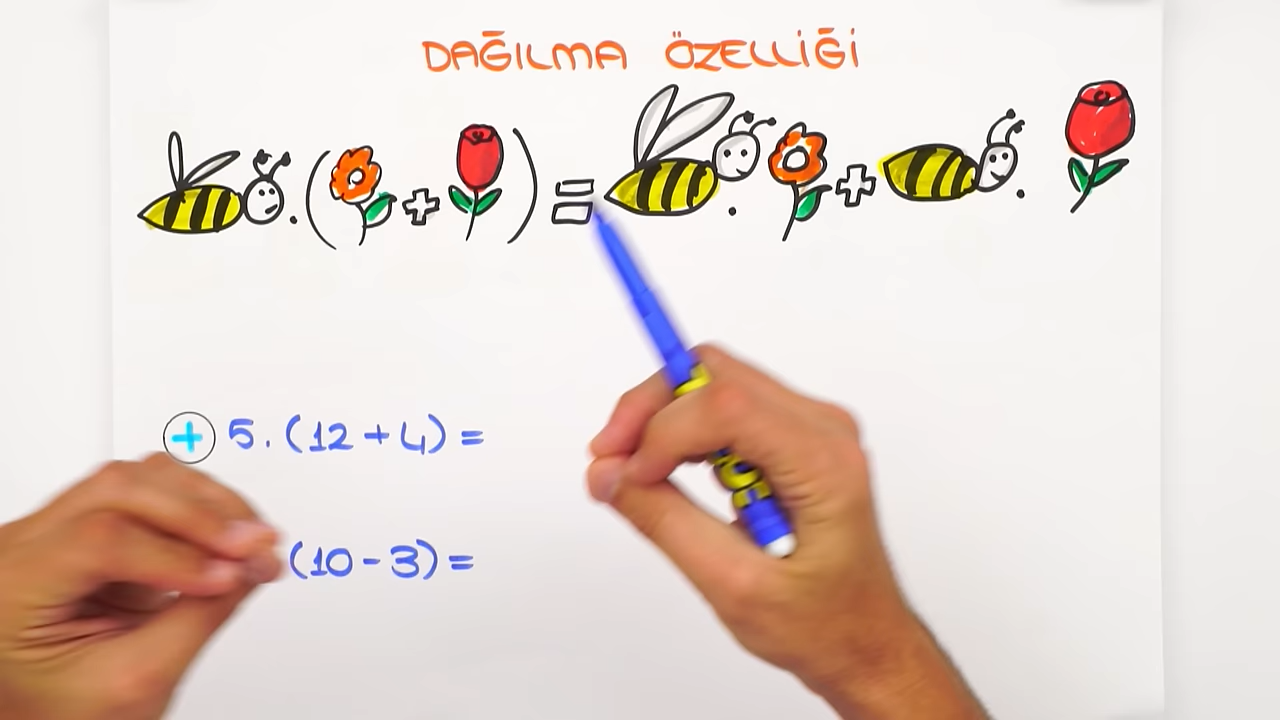 DAĞILMA ÖZELLİĞİ
. ( + ) = . + .
+ 5 . (12 + 4) =
(10 - 3) =